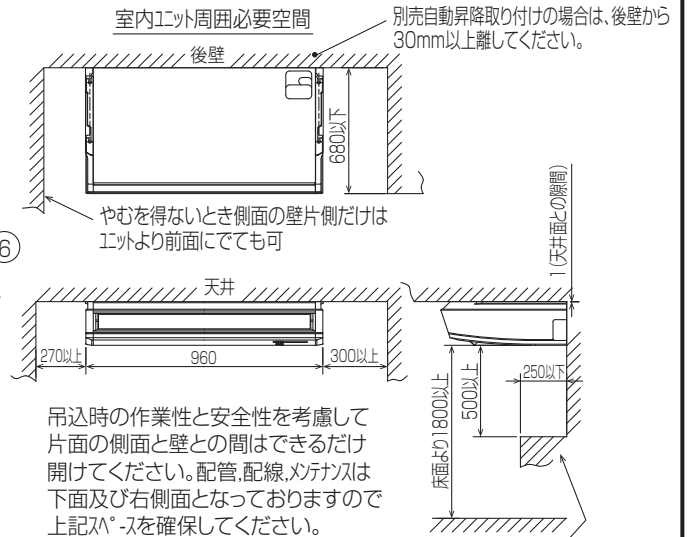 室内ﾕﾆｯﾄ周囲必要空間
別売自動昇降取り付けの場合は、後壁から
30mm以上離してください。
後壁
680以下
やむを得ないとき側面の壁片側だけは
ﾕﾆｯﾄより前面にでても可
6
天井
1(天井面との隙間)
270以上
960
300以上
床面より1800以上
500以上
250以下
吊込時の作業性と安全性を考慮して
片面の側面と壁との間はできるだけ
開けてください。配管,配線,ﾒﾝﾃﾅﾝｽは
下面及び右側面となっておりますので
上記ｽﾍﾟｰｽを確保してください。